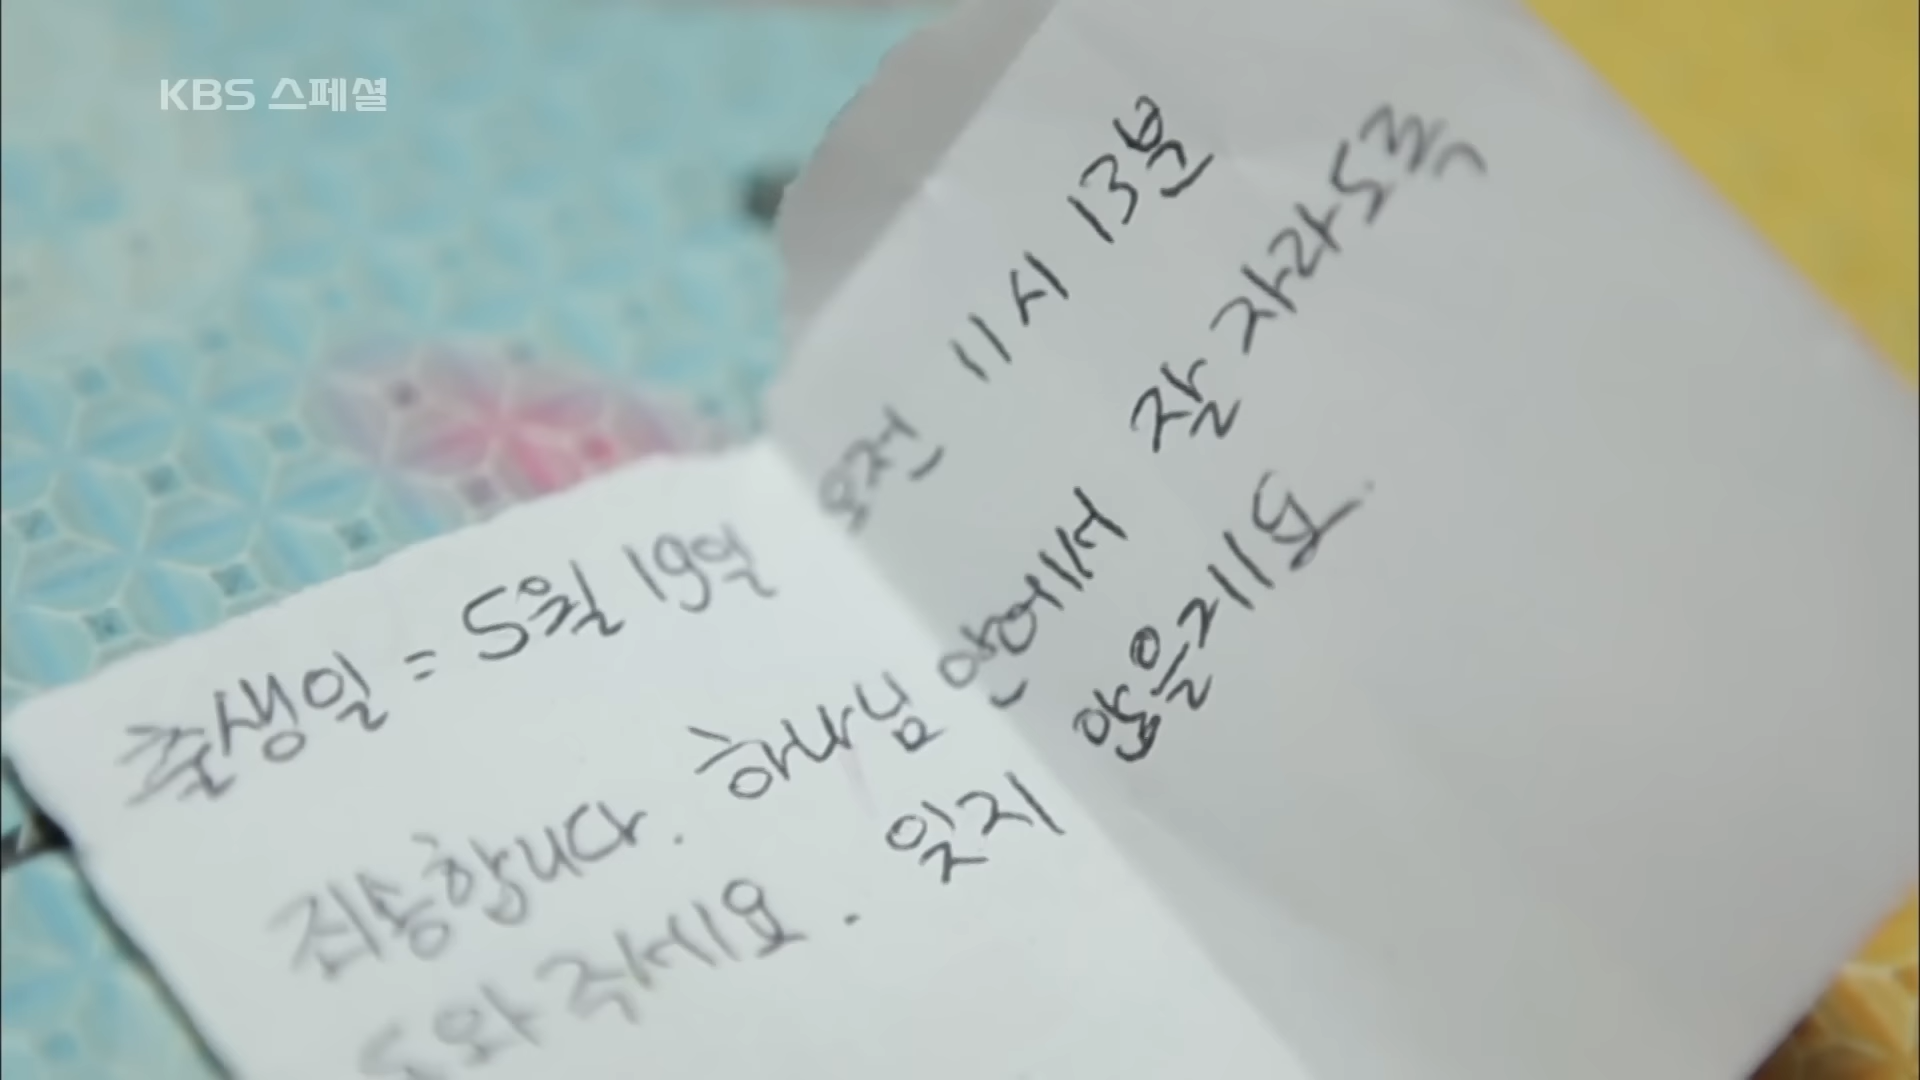 KBS 스페셜
출생일 = 5월 19일 오전 11시 13분
죄송합니다. 하나님 안에서 잘 자라도록
도와 주세요. 잊지 않을게요